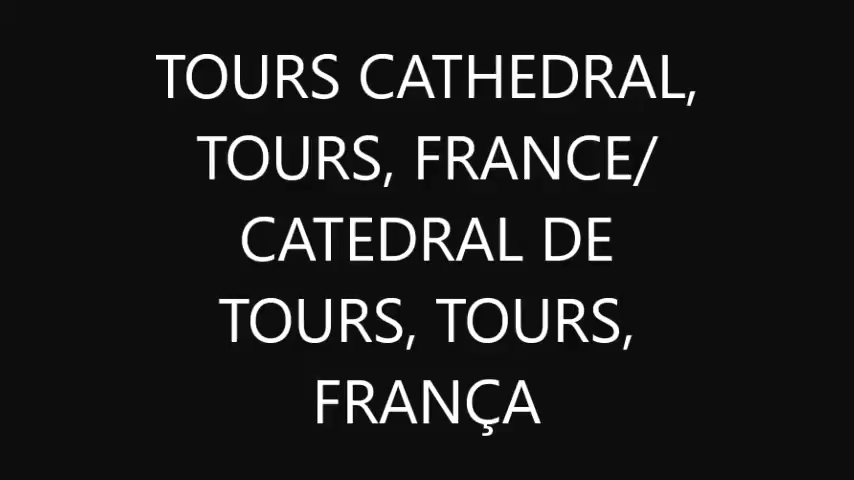 TOURS CATHEDRAL,
TOURS, FRANCE/
CATEDRAL DE
TOURS, TOURS,
FRANÇA